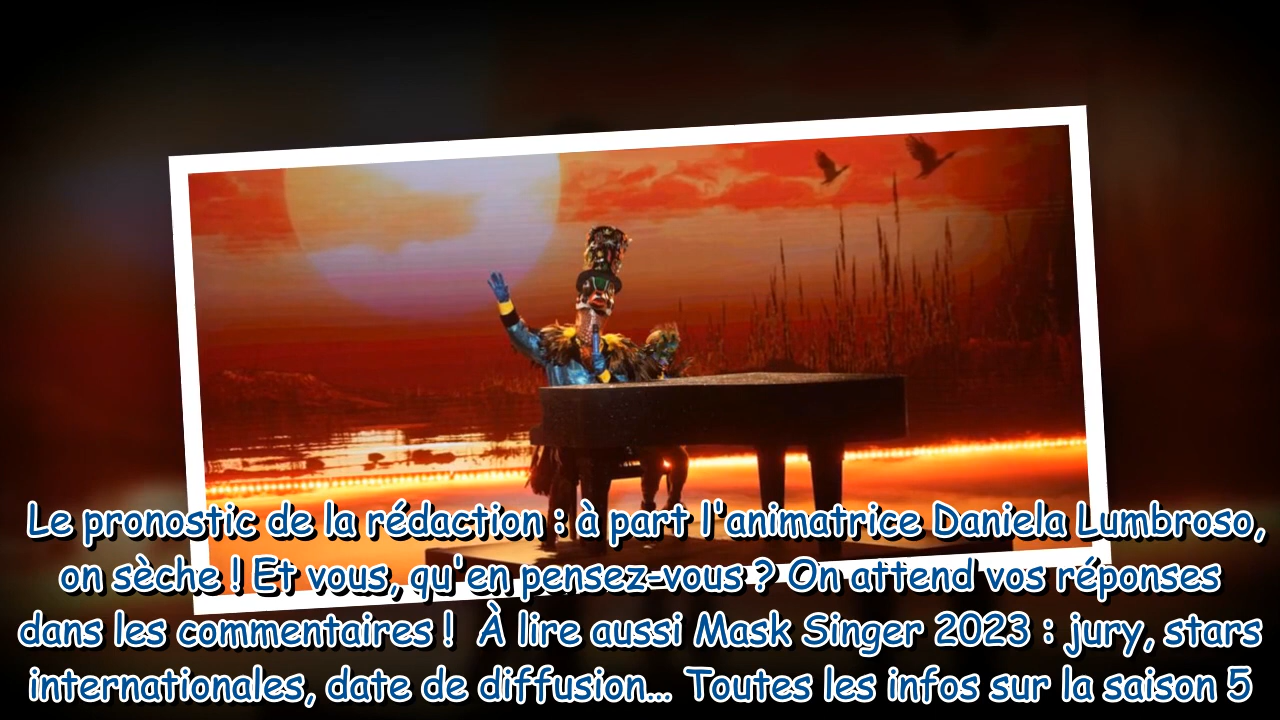 Le pronostic de la rédaction : à part l'animatrice Daniela Lumbroso,
on sèche ! Et vous, qu'en pensez-vous ? On attend vos réponses
dans les commentaires !  À lire aussi Mask Singer 2023 : jury, stars
internationales, date de diffusion... Toutes les infos sur la saison 5